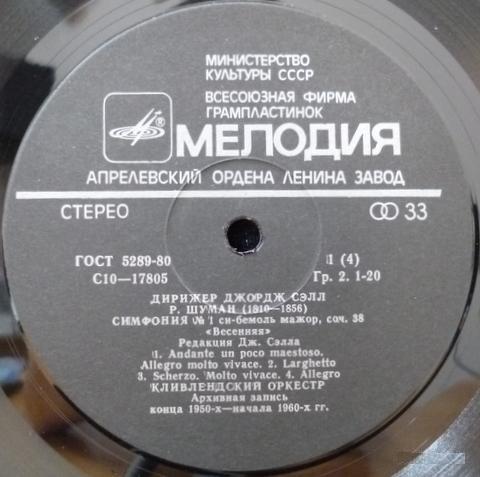 МИНИСТЕРСТВО
КУЛЬТУРЫ СССР
ВСЕСОЮЗНАЯ ФИРМА
ГРАМПЛАСТИНОК
®
МЕЛОДИЯ
АПРЕЛЕВСКИЙ ОРДЕНА ЛЕНИНА ЗАВОД
СТЕРЕО 33
ГОСТ 5289-80 1 (4)
С10—17805 Гр. 2. 1-20
ДИРИЖЕР ДЖОРДЖ СЭЛЛ
Р. ШУМАН (1810—1856)
СИМФОНИЯ № 1 си-бемоль мажор, соч. 38
«Весенняя»
Редакция Дж. Сэлла
1. Andante un poco maestoso.
Allegro molto vivace. 2. Larghetto
3. Scherzo. Molto vivace. 4. Allegro
КЛИВЛЕНДСКИЙ ОРКЕСТР
Архивная запись
конца 1950-х—начала 1960-х гг.